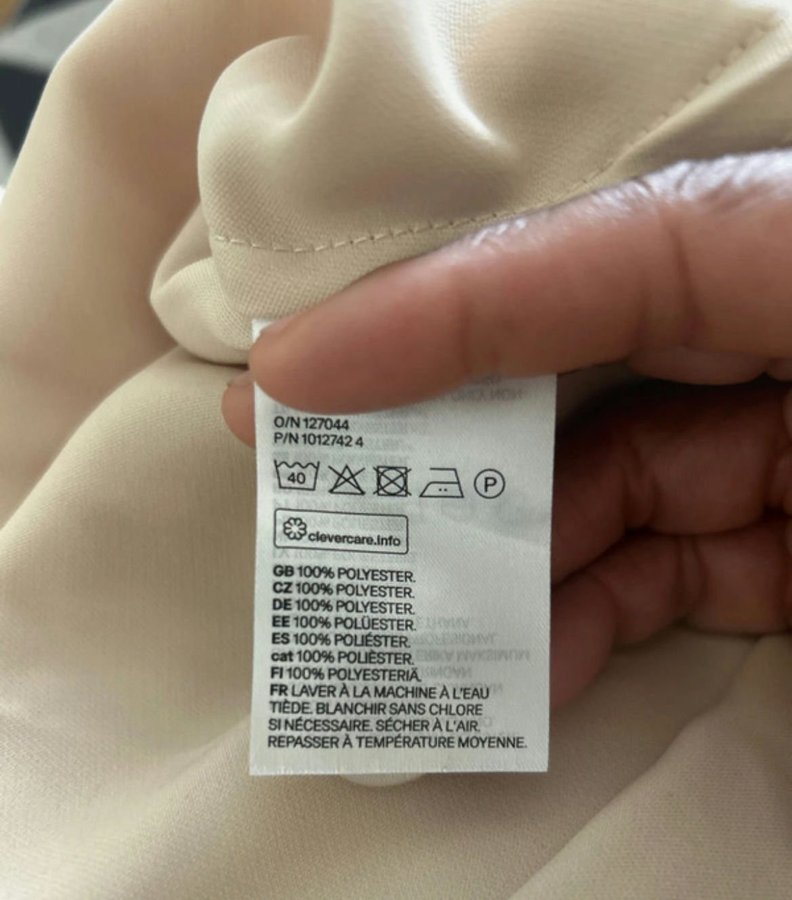 O/N 127044
P/N 1012742 4
40 P
clevercare.info
GB 100% POLYESTER.
CZ 100% POLYESTER.
DE 100% POLYESTER.
EE 100% POLÜESTER.
ES 100% POLIÉSTER.
cat 100% POLIÈSTER.
FI 100% POLYESTERIÄ.
FR LAVER À LA MACHINE À L'EAU
TIÈDE. BLANCHIR SANS CHLORE
SI NÉCESSAIRE. SÉCHER À L'AIR.
REPASSER À TEMPÉRATURE MOYENNE.